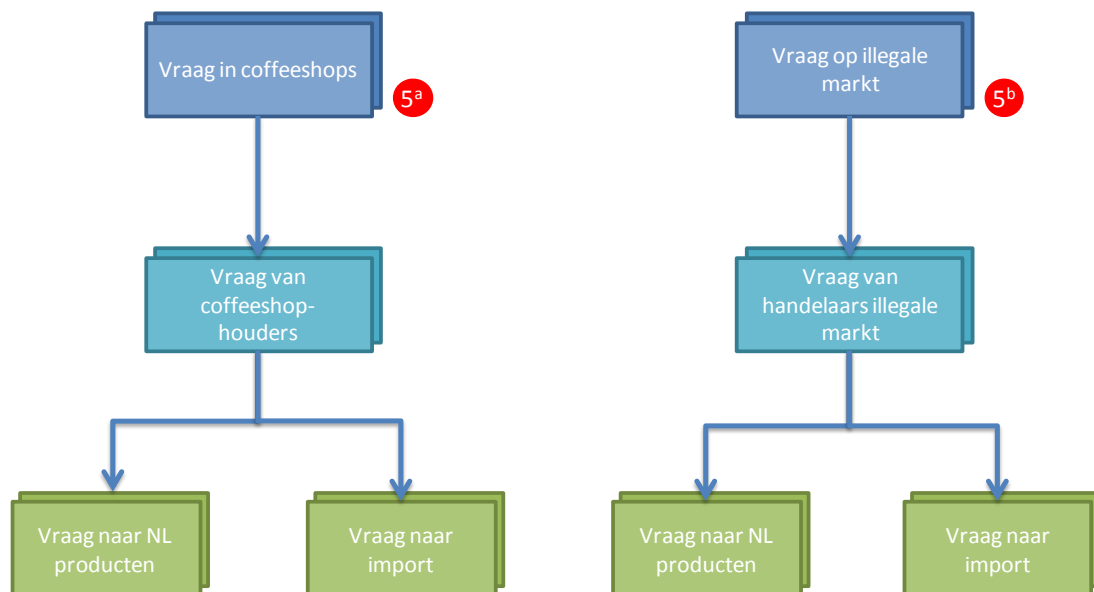 Vraag in coffeeshops
5a
Vraag op illegale
markt
5b
Vraag van
coffeeshop-
houders
Vraag van
handelaars illegale
markt
Vraag naar NL
producten
Vraag naar
import
Vraag naar NL
producten
Vraag naar
import